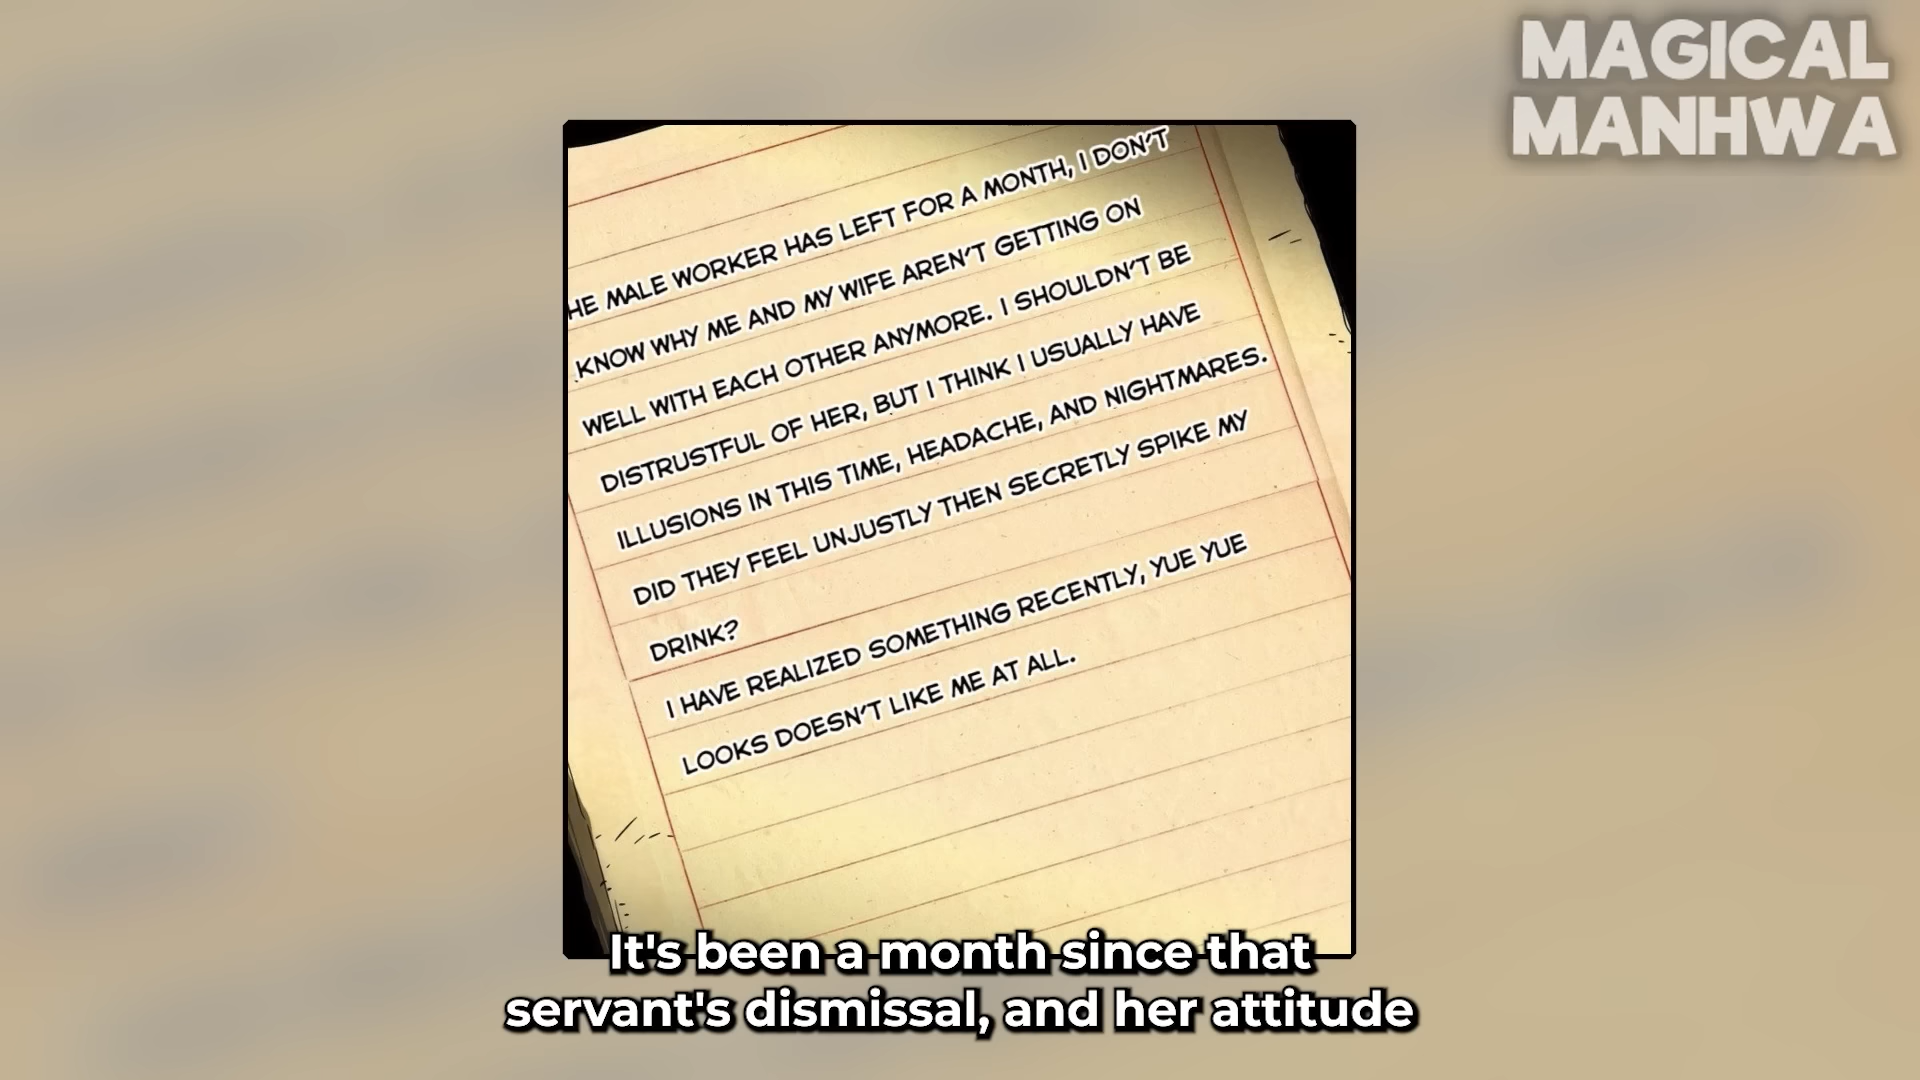 MAGICAL
MANHWA
HE MALE WORKER HAS LEFT FOR A MONTH, I DON'T
KNOW WHY ME AND MY WIFE AREN'T GETTING ON
WELL WITH EACH OTHER ANYMORE. I SHOULDN'T BE
DISTRUSTFUL OF HER, BUT I THINK I USUALLY HAVE
ILLUSIONS IN THIS TIME, HEADACHE, AND NIGHTMARES.
DID THEY FEEL UNJUSTLY THEN SECRETLY SPIKE MY
DRINK?
I HAVE REALIZED SOMETHING RECENTLY, YUE YUE
LOOKS DOESN'T LIKE ME AT ALL.
It's been a month since that
servant's dismissal, and her attitude